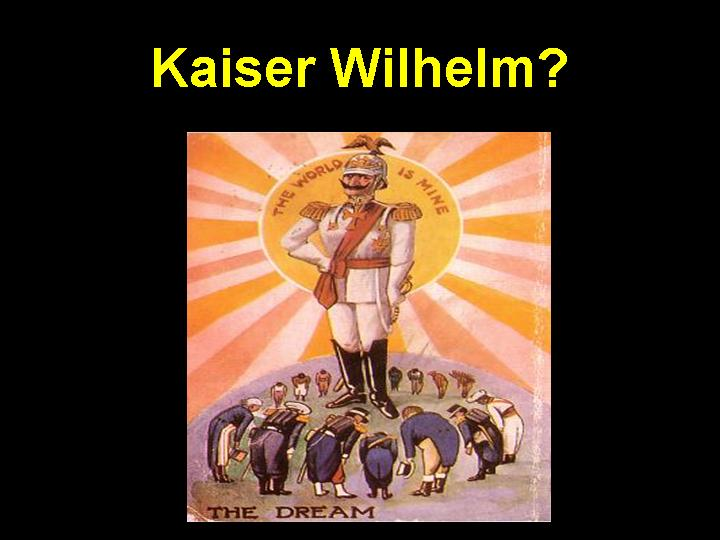 Kaiser Wilhelm?
THE WORLD IS MINE
THE DREAM